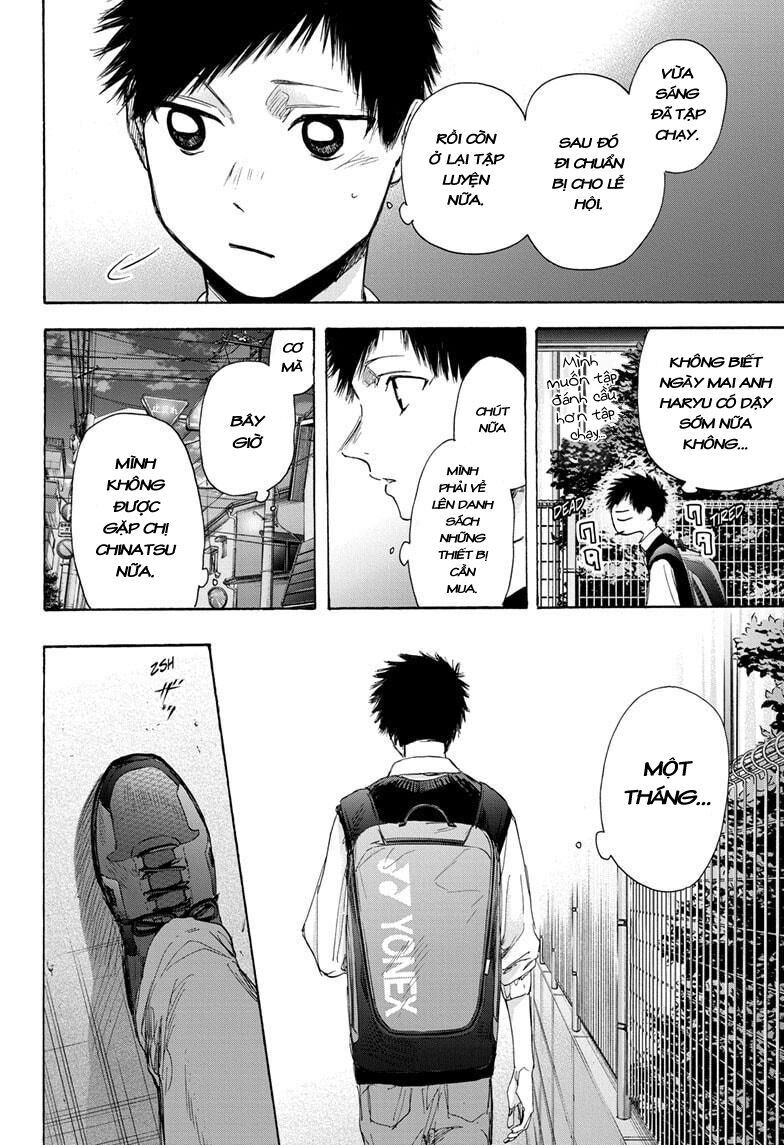 VỪA
SÁNG
ĐÃ TẬP
CHẠY.
SAU ĐÓ
ĐI CHUẨN
BỊ CHO LỄ
HỘI.
RỒI CÕN
Ở LẠI TẬP
LUYỆN
NỮA.
KHÔNG BIẾT
NGÀY MAI ANH
HARYU CÓ DẬY
SỚM NỮA
KHÔNG...
Mình
muốn tập
đánh cầu
hơn tập
chạy...
DEAD
TIRED
CHÚT
NỮA
MÌNH
PHẢI VỀ
LÊN DANH
SÁCH
NHỮNG
THIẾT BỊ
CẦN
MUA.
CƠ
MÀ
BÂY
GIỜ
MÌNH
KHÔNG
ĐƯỢC
GẶP CHỊ
CHINATSU
NỮA.
MỘT
THÁNG...
YONEX
ZSH
ザッ